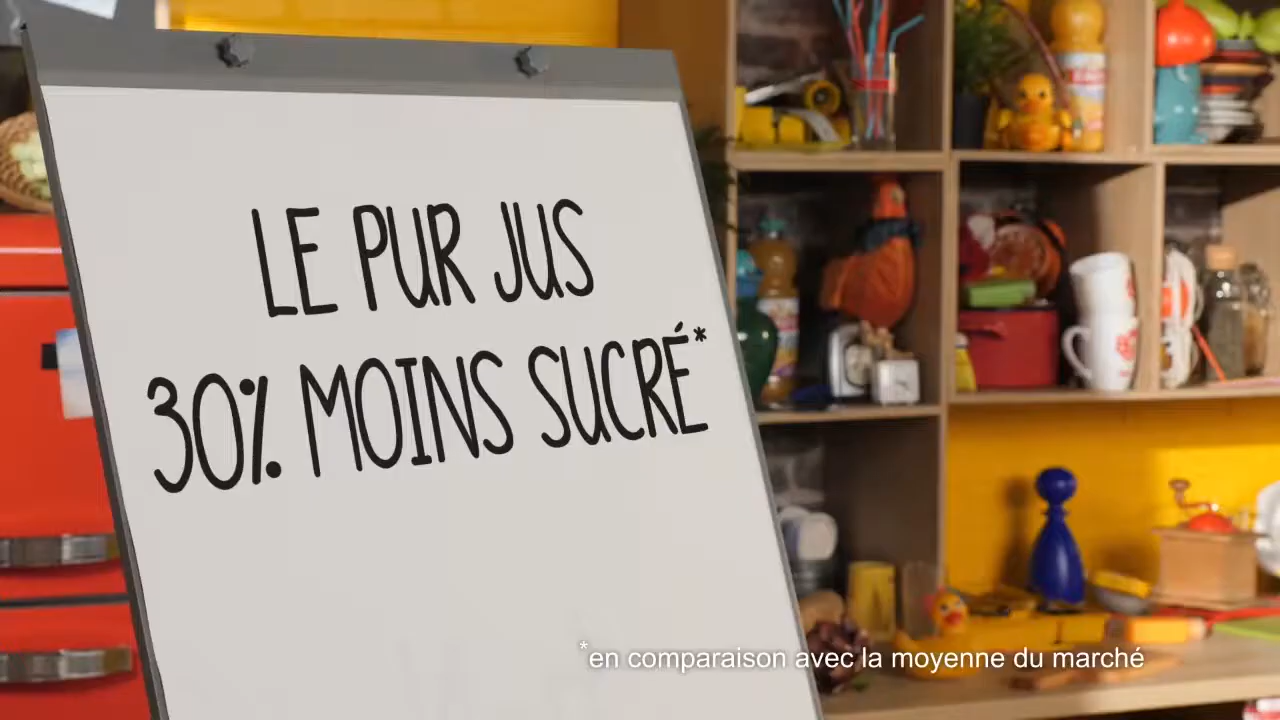 LE PUR JUS
30% MOINS SUCRÉ*
*en comparaison avec la moyenne du marché